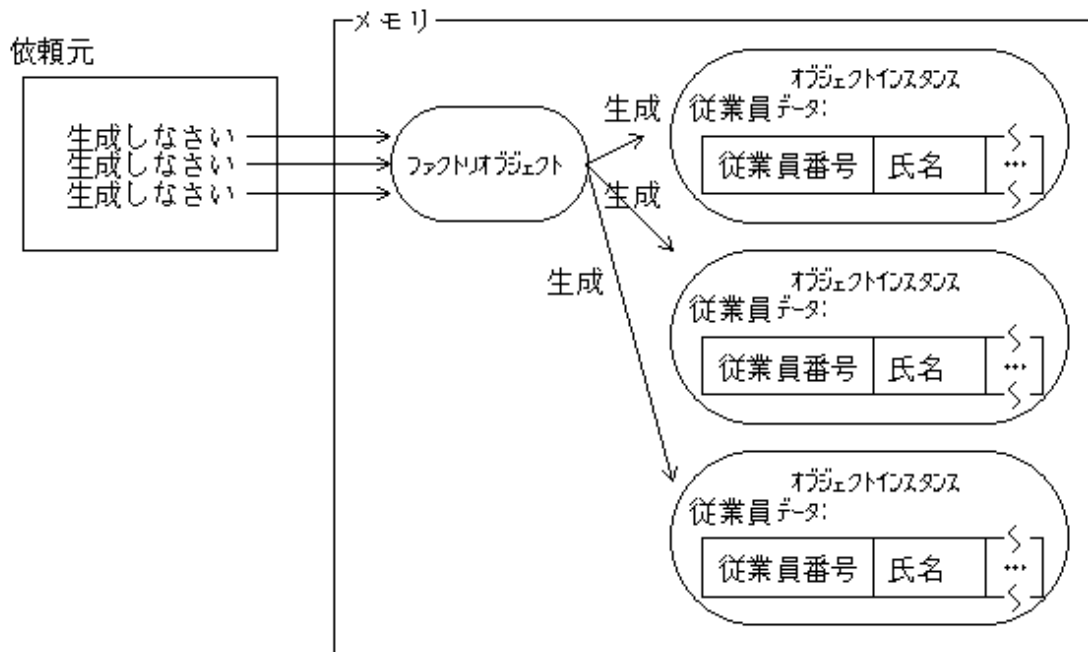 メモリ
依頼元
生成しなさい
生成しなさい
生成しなさい
ファクトリオブジェクト
生成
生成
生成
オブジェクトインスタンス
従業員データ:
従業員番号 氏名 …
オブジェクトインスタンス
従業員データ:
従業員番号 氏名 …
オブジェクトインスタンス
従業員データ:
従業員番号 氏名 …